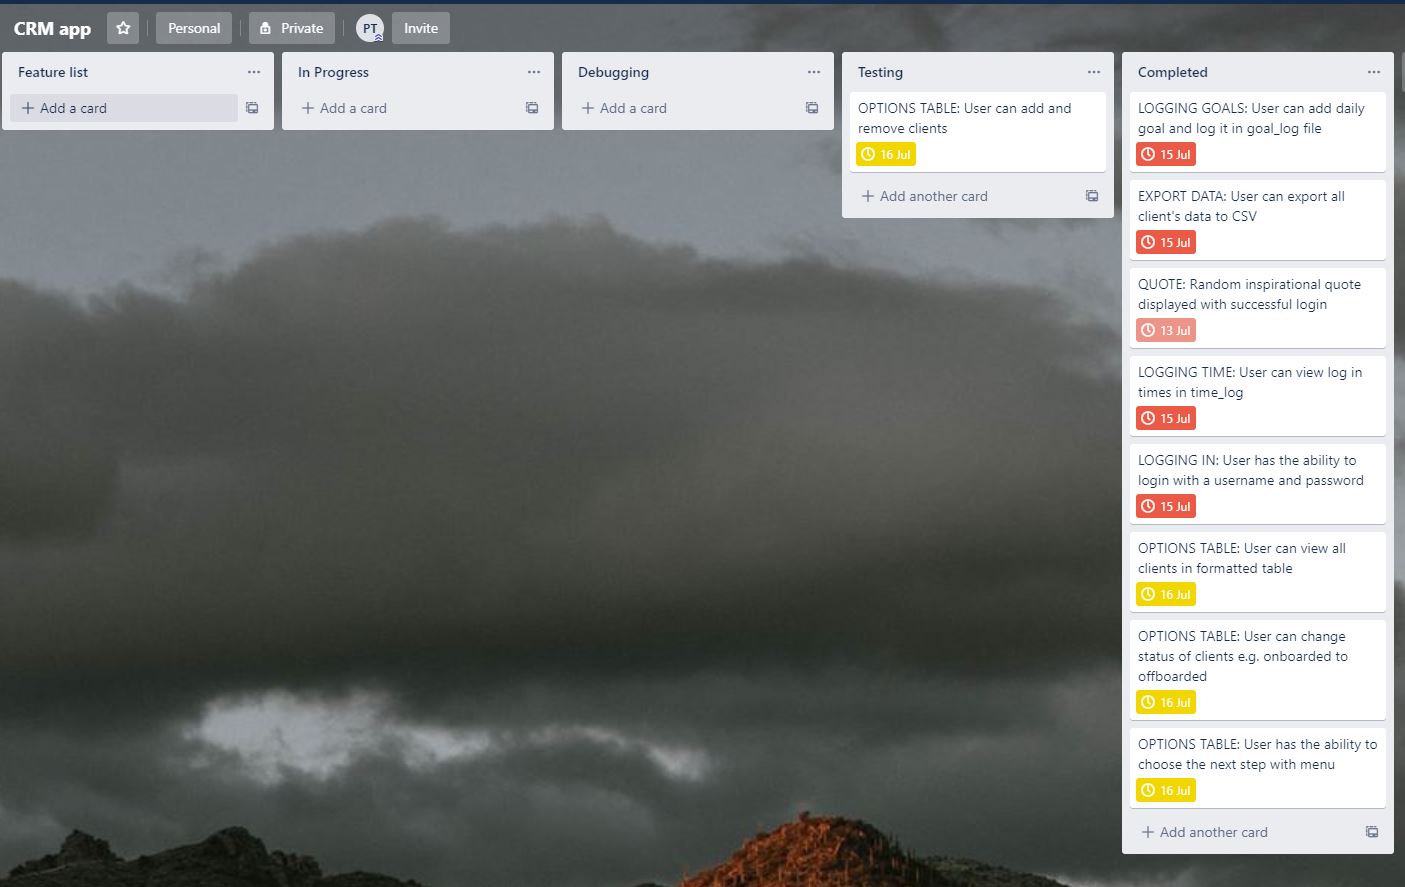 CRM app
Personal
Private
PT
Invite
Feature list
Add a card
In Progress
Add a card
Debugging
Add a card
Testing
OPTIONS TABLE: User can add and
remove clients
16 Jul
Add another card
Completed
LOGGING GOALS: User can add daily
goal and log it in goal_log file
15 Jul
EXPORT DATA: User can export all
client's data to CSV
15 Jul
QUOTE: Random inspirational quote
displayed with successful login
13 Jul
LOGGING TIME: User can view log in
times in time_log
15 Jul
LOGGING IN: User has the ability to
login with a username and password
15 Jul
OPTIONS TABLE: User can view all
clients in formatted table
16 Jul
OPTIONS TABLE: User can change
status of clients e.g. onboarded to
offboarded
16 Jul
OPTIONS TABLE: User has the ability to
choose the next step with menu
16 Jul
Add another card